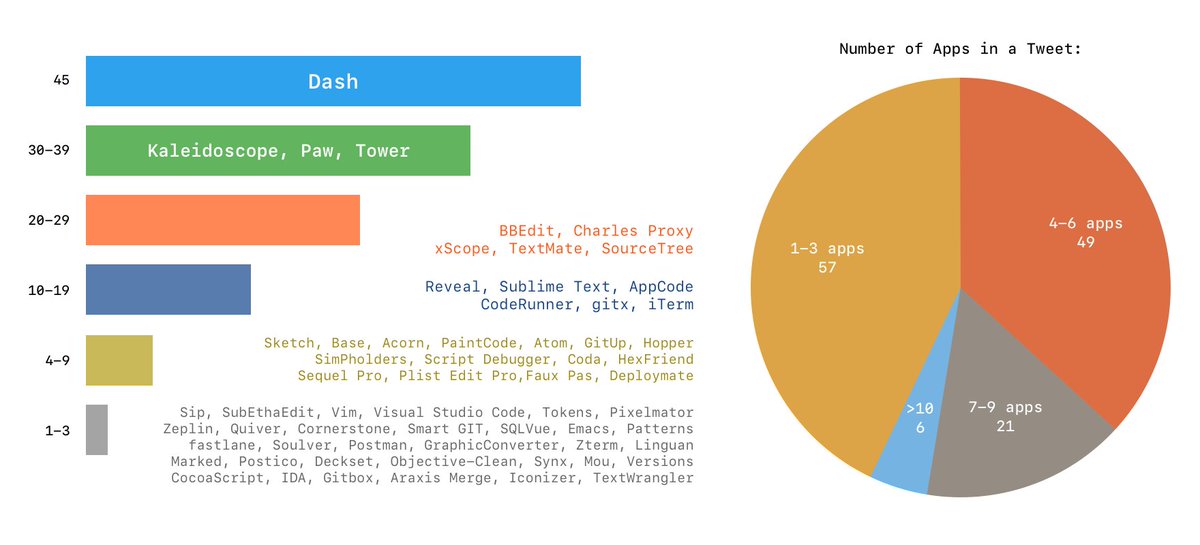 45
Dash
30–39
Kaleidoscope, Paw, Tower
20–29
BBEdit, Charles Proxy
xScope, TextMate, SourceTree
10–19
Reveal, Sublime Text, AppCode
CodeRunner, gitx, iTerm
4–9
Sketch, Base, Acorn, PaintCode, Atom, GitUp, Hopper
SimPholders, Script Debugger, Coda, HexFriend
Sequel Pro, Plist Edit Pro,Faux Pas, Deploymate
1–3
Sip, SubEthaEdit, Vim, Visual Studio Code, Tokens, Pixelmator
Zeplin, Quiver, Cornerstone, Smart GIT, SQLVue, Emacs, Patterns
fastlane, Soulver, Postman, GraphicConverter, Zterm, Linguan
Marked, Postico, Deckset, Objective–Clean, Synx, Mou, Versions
CocoaScript, IDA, Gitbox, Araxis Merge, Iconizer, TextWrangler
Number of Apps in a Tweet:
4–6 apps
49
1–3 apps
57
>10
6
7–9 apps
21